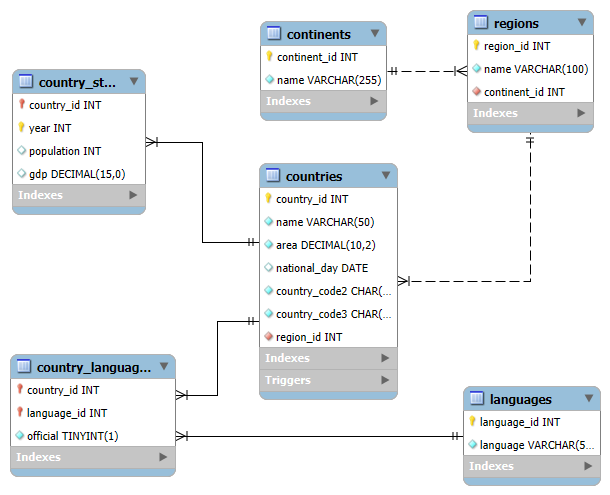 continents
continent_id INT
name VARCHAR(255)
Indexes
regions
region_id INT
name VARCHAR(100)
continent_id INT
Indexes
country_st...
country_id INT
year INT
population INT
gdp DECIMAL(15,0)
Indexes
countries
country_id INT
name VARCHAR(50)
area DECIMAL(10,2)
national_day DATE
country_code2 CHAR(...
country_code3 CHAR(...
region_id INT
Indexes
Triggers
country_languag...
country_id INT
language_id INT
official TINYINT(1)
Indexes
languages
language_id INT
language VARCHAR(5...
Indexes